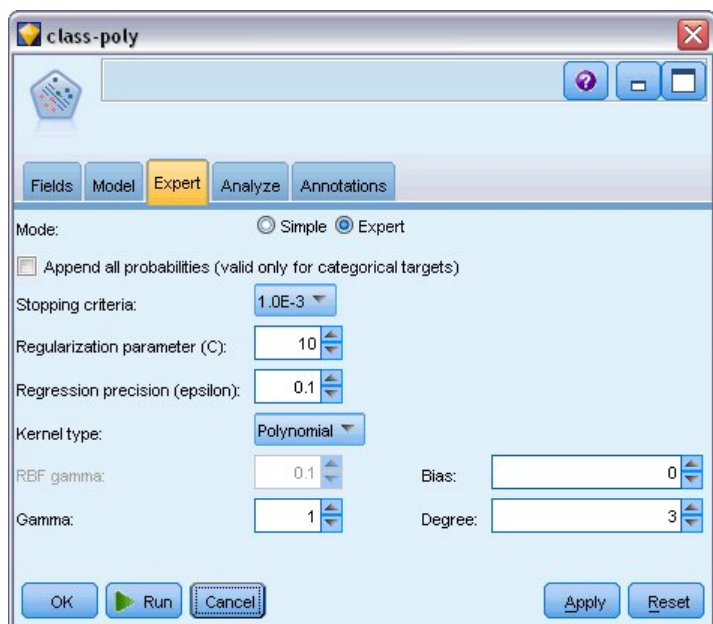 class-poly
?
Fields Model Expert Analyze Annotations
Mode: Simple Expert
Append all probabilities (valid only for categorical targets)
Stopping criteria: 1.0E-3
Regularization parameter (C): 10
Regression precision (epsilon): 0.1
Kernel type: Polynomial
RBF gamma: 0.1 Bias: 0
Gamma: 1 Degree: 3
OK Run Cancel Apply Reset